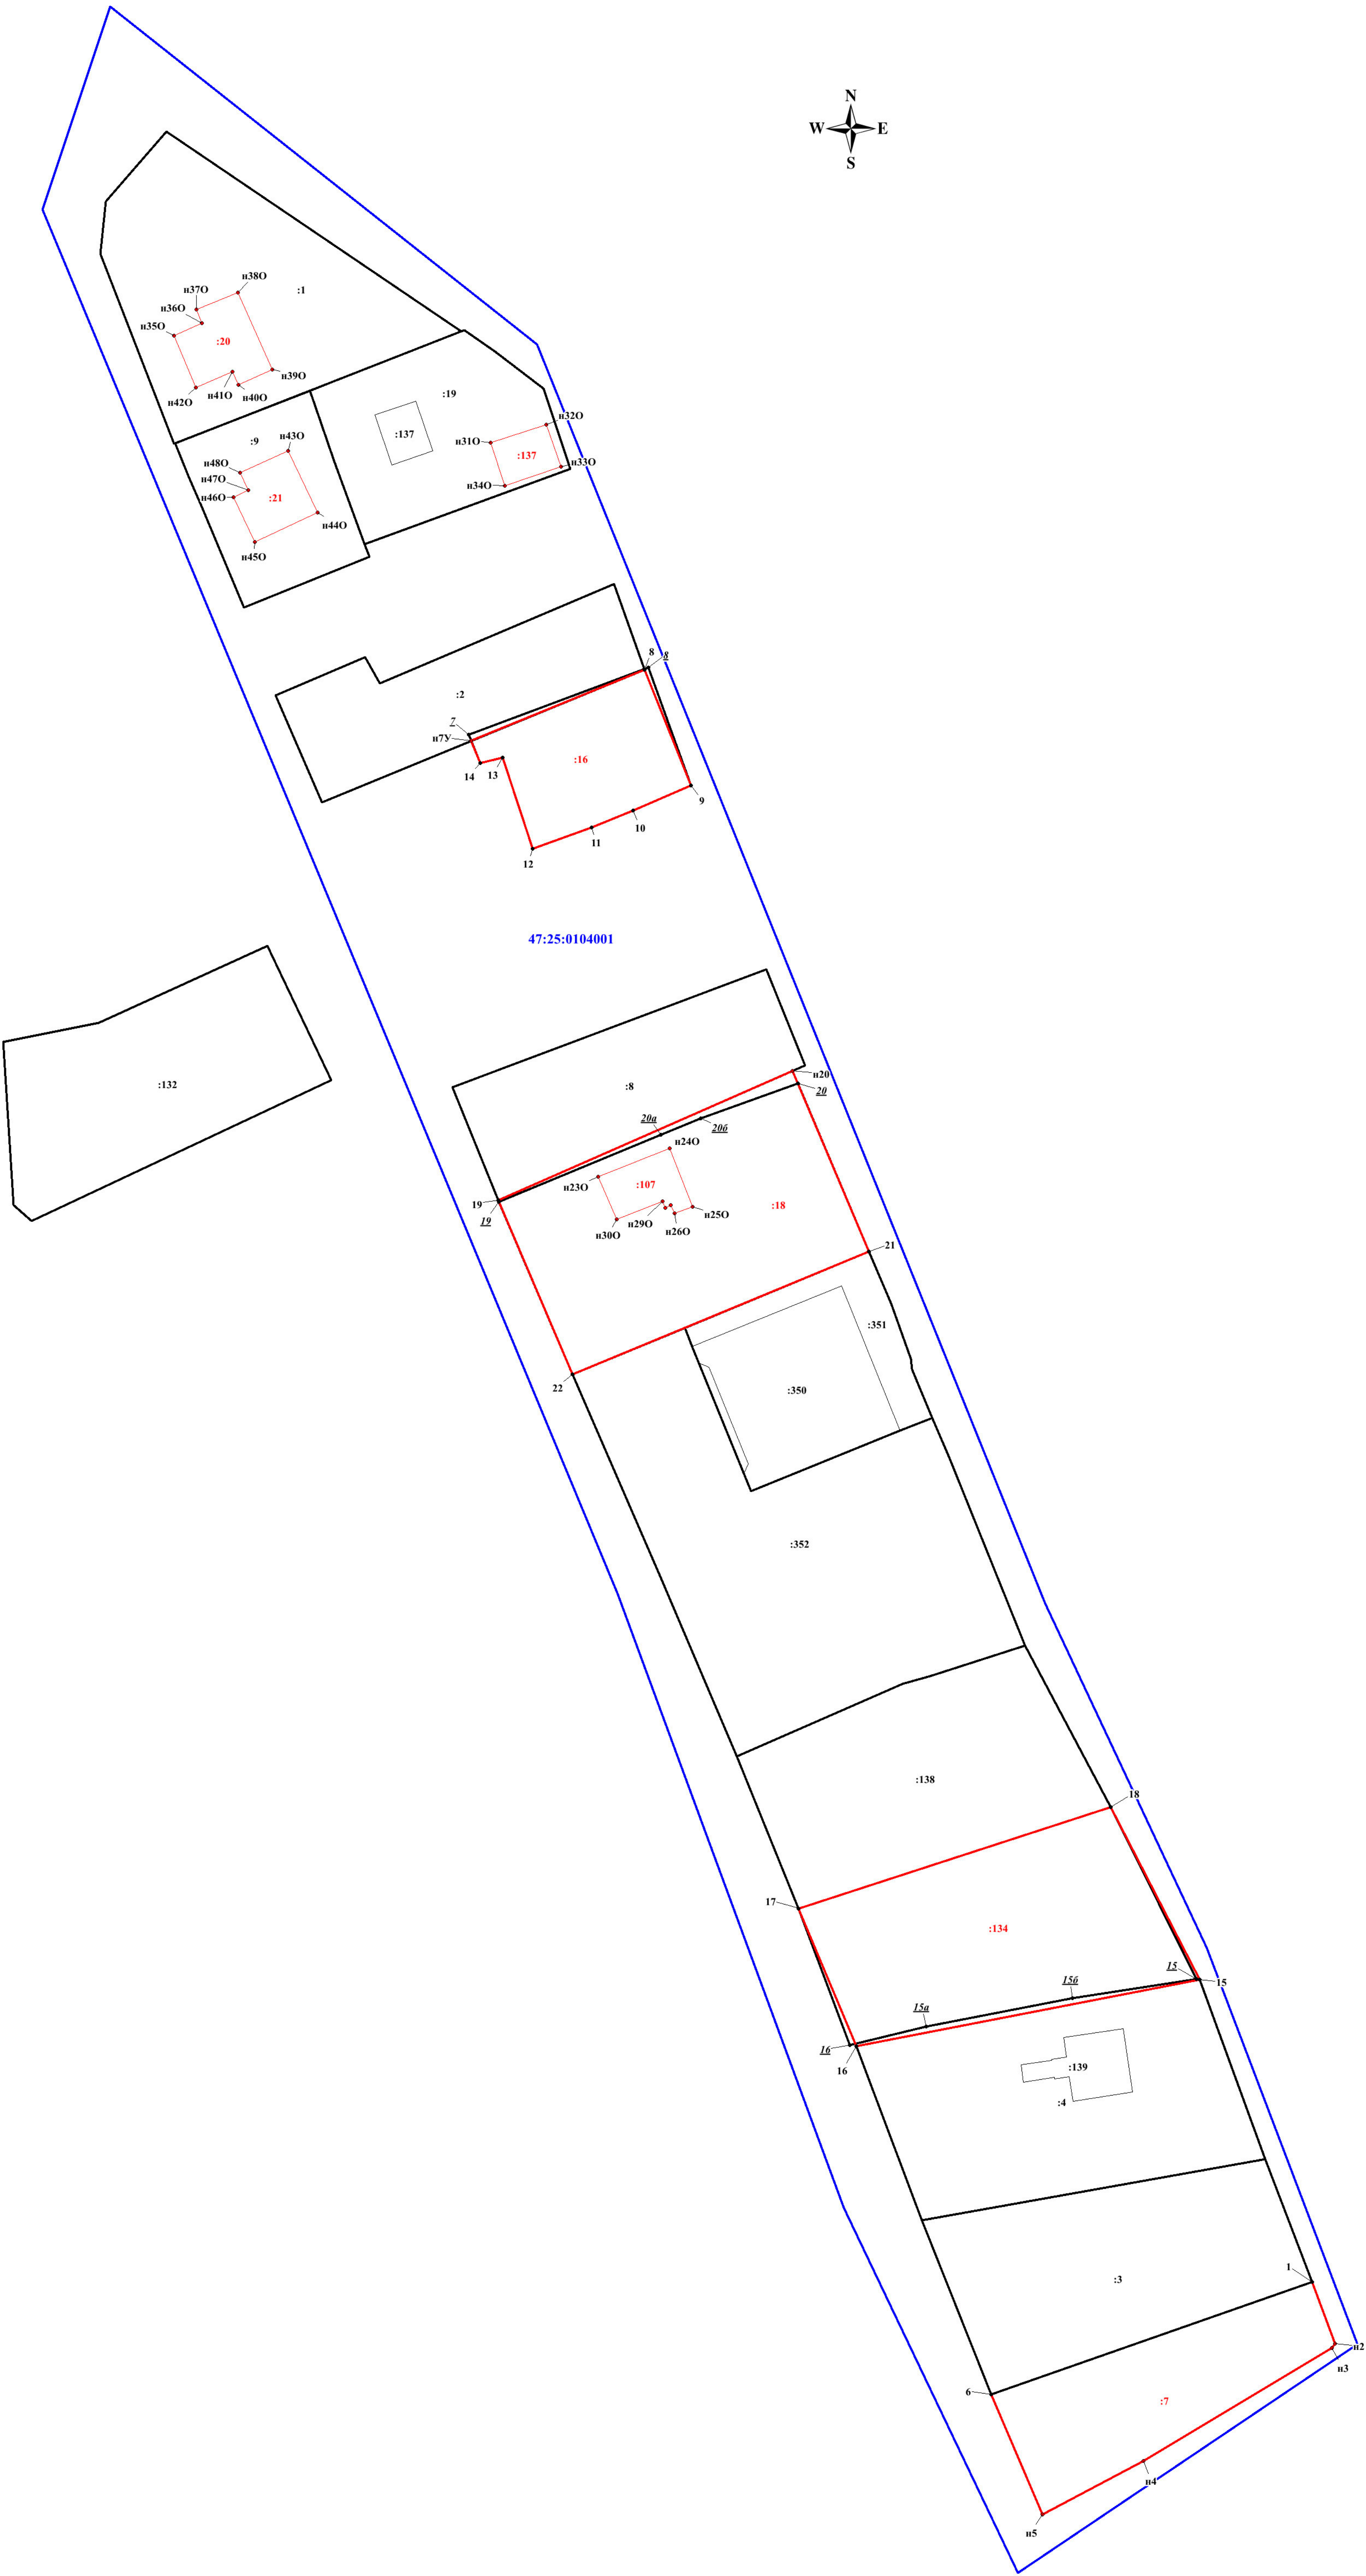 N
W E
S
н38О
н37О
:1
н36О
н35О
:20
н39О
н41О
н40О
н42О
:19
н32О
:137
:9
н43О
н31О
:137
н48О
н33О
н47О
н34О
н46О
:21
н44О
н45О
8
8
:2
7
н7У
:16
14
13
9
10
11
12
47:25:0104001
н20
:132
:8
20
20а
20б
н24О
н23О
:107
19
:18
н25О
19
н29О
н26О
н30О
21
:351
22
:350
:352
:138
18
17
:134
15
15
15б
15а
16
16
:139
:4
1
:3
н2
н3
6
:7
н4
н5